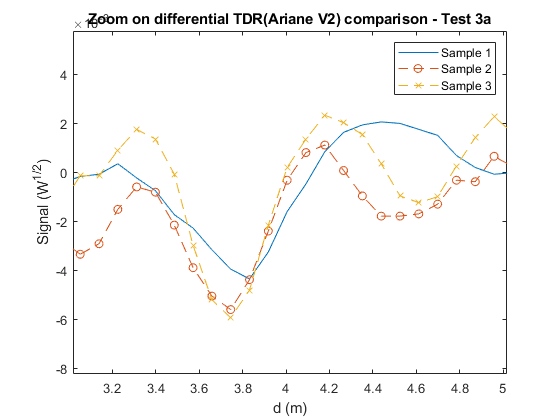 Zoom on differential TDR(Ariane V2) comparison - Test 3a
Sample 1
Sample 2
Sample 3
4
2
0
-2
-4
-6
-8
Signal (W^1/2)
3.2 3.4 3.6 3.8 4 4.2 4.4 4.6 4.8 5
d (m)